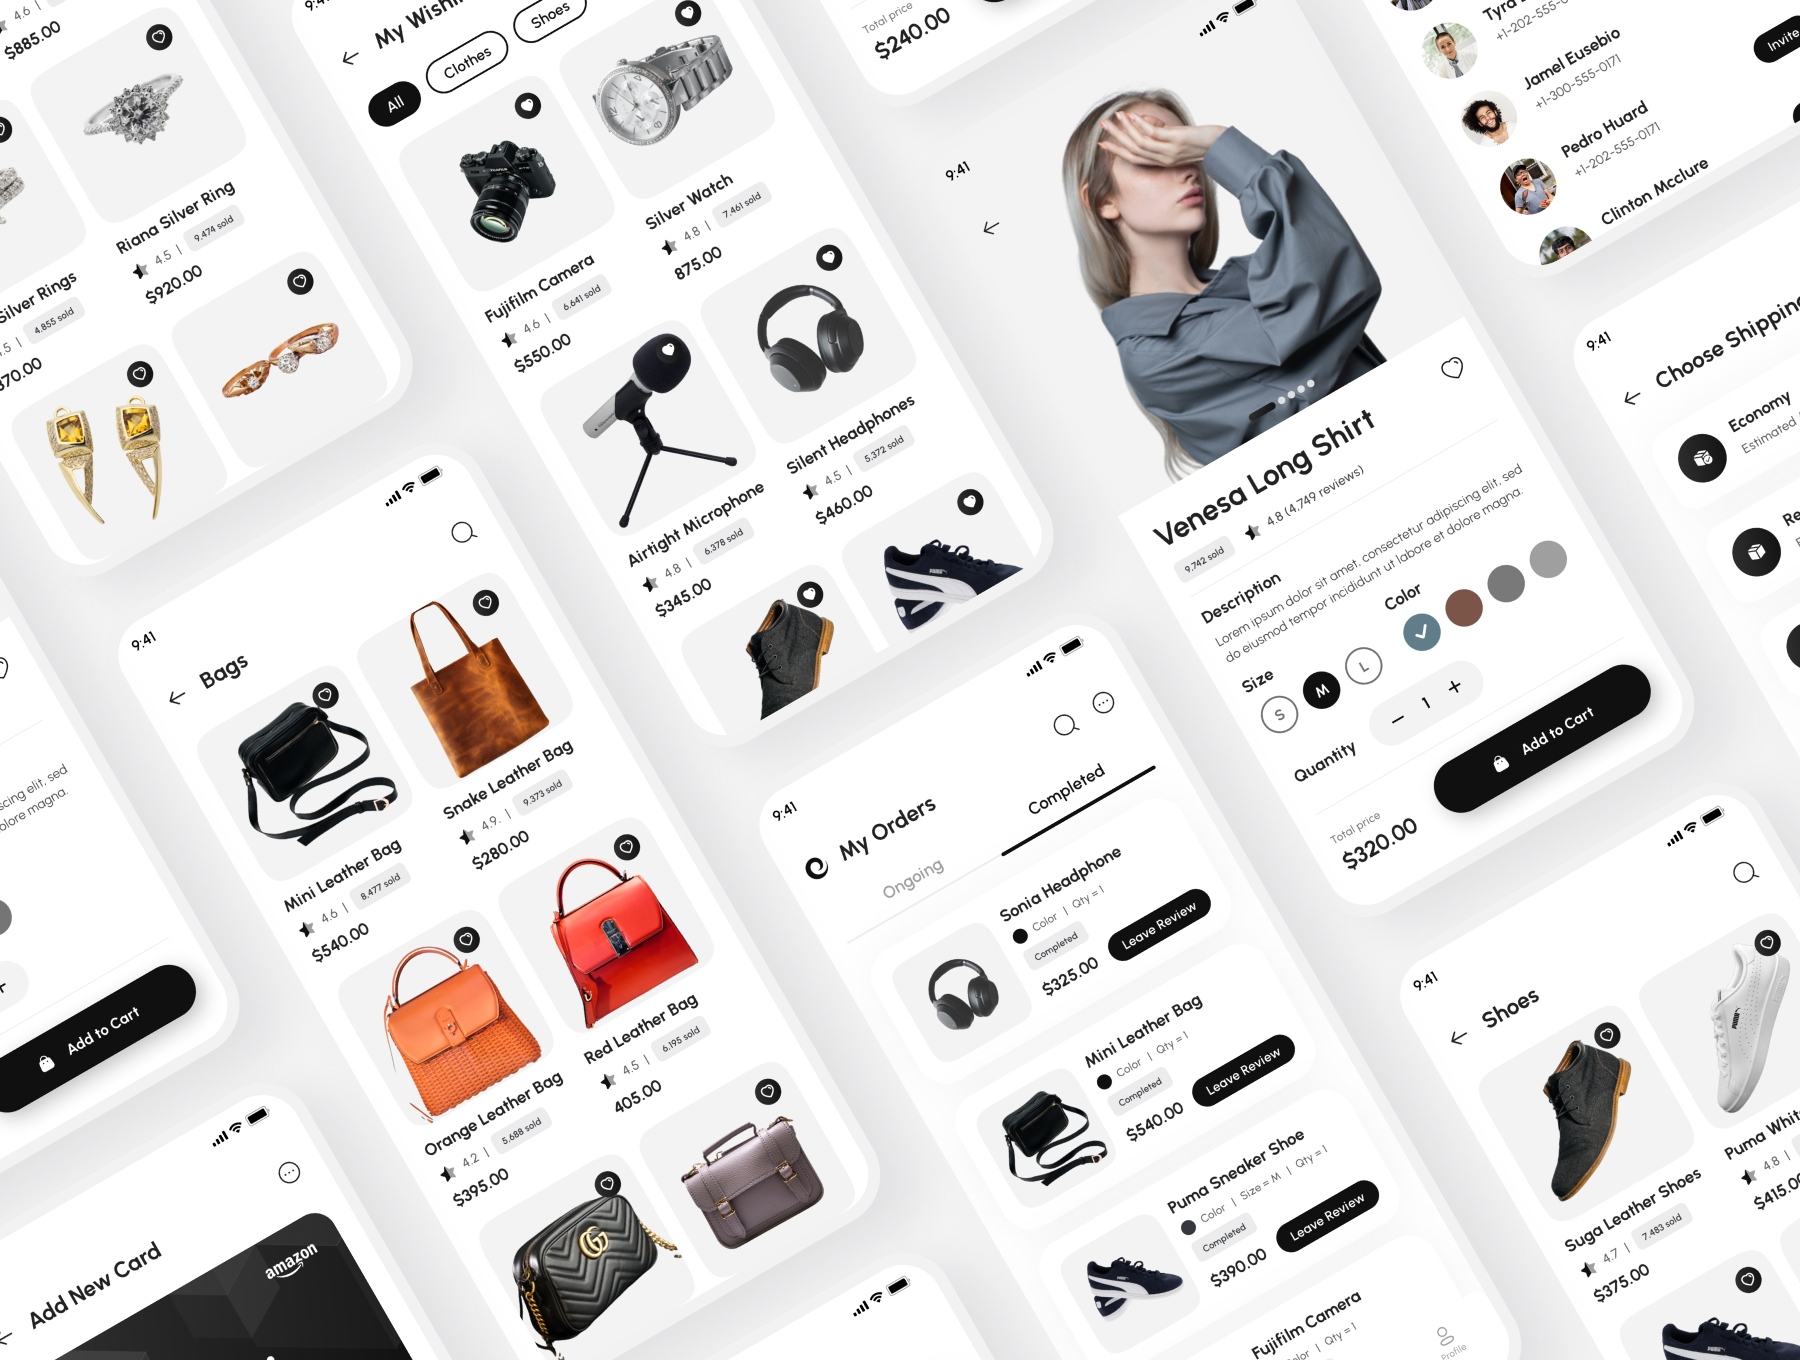 4.6 |
$885.00
Riana Silver Ring
4.5 | 9.474 sold
$920.00
Silver Rings
4.855 sold
9:41
My Wishli
All
Clothes
Shoes
Fujifilm Camera
4.6 | 6.641 sold
$550.00
Silver Watch
4.8 | 7.461 sold
875.00
Airtight Microphone
4.8 | 6.378 sold
$345.00
Silent Headphones
4.5 | 5.372 sold
$460.00
PUMA
Total price
$240.00
9:41
Venesa Long Shirt
9,742 sold
4.8 (4,749 reviews)
Description
Lorem ipsum dolor sit amet, consectetur adipiscing elit, sed
do eiusmod tempor incididunt ut labore et dolore magna.
Size
S
M
L
Color
Quantity
— 1 +
Total price
$320.00
Add to Cart
+1-202-555-0
Jamel Eusebio
+1-300-555-0171
Invite
Pedro Huard
+1-202-555-0171
Clinton Mcclure
9:41
Choose Shipping
Economy
Estimated
Re
scing elit, sed
olore magna.
Add to Cart
9:41
Bags
Mini Leather Bag
4.6 | 8.477 sold
$540.00
Snake Leather Bag
4.9. | 9.373 sold
$280.00
Orange Leather Bag
4.2 | 5.688 sold
$395.00
Red Leather Bag
4.5 | 6.195 sold
405.00
9:41
My Orders
Ongoing
Completed
Sonia Headphone
Color | Qty = 1
Completed
$325.00
Leave Review
Mini Leather Bag
Color | Qty = 1
Completed
$540.00
Leave Review
Puma Sneaker Shoe
Color | Size = M | Qty = 1
Completed
$390.00
Leave Review
Fujifilm Camera
Color | Qty = 1
Profile
9:41
Shoes
Suga Leather Shoes
4.7 | 7.483 sold
$375.00
PUMA
Puma Whit
4.8 |
$415.00
Add New Card
amazon